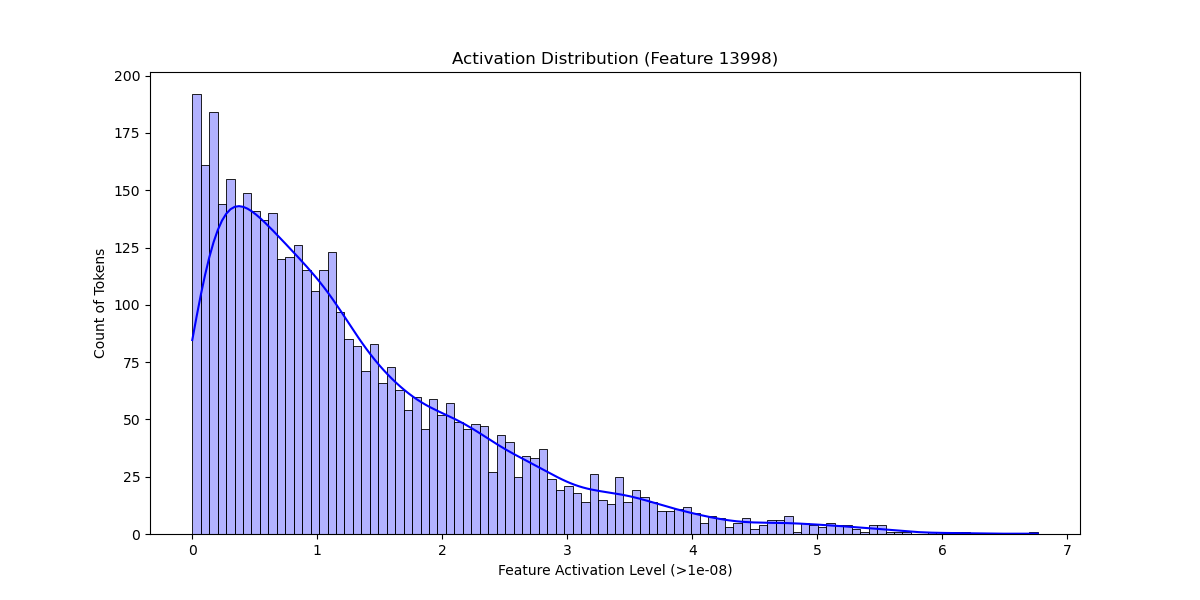 Activation Distribution (Feature 13998)
200
175
150
125
100
75
50
25
0
Count of Tokens
0 1 2 3 4 5 6 7
Feature Activation Level (>1e-08)